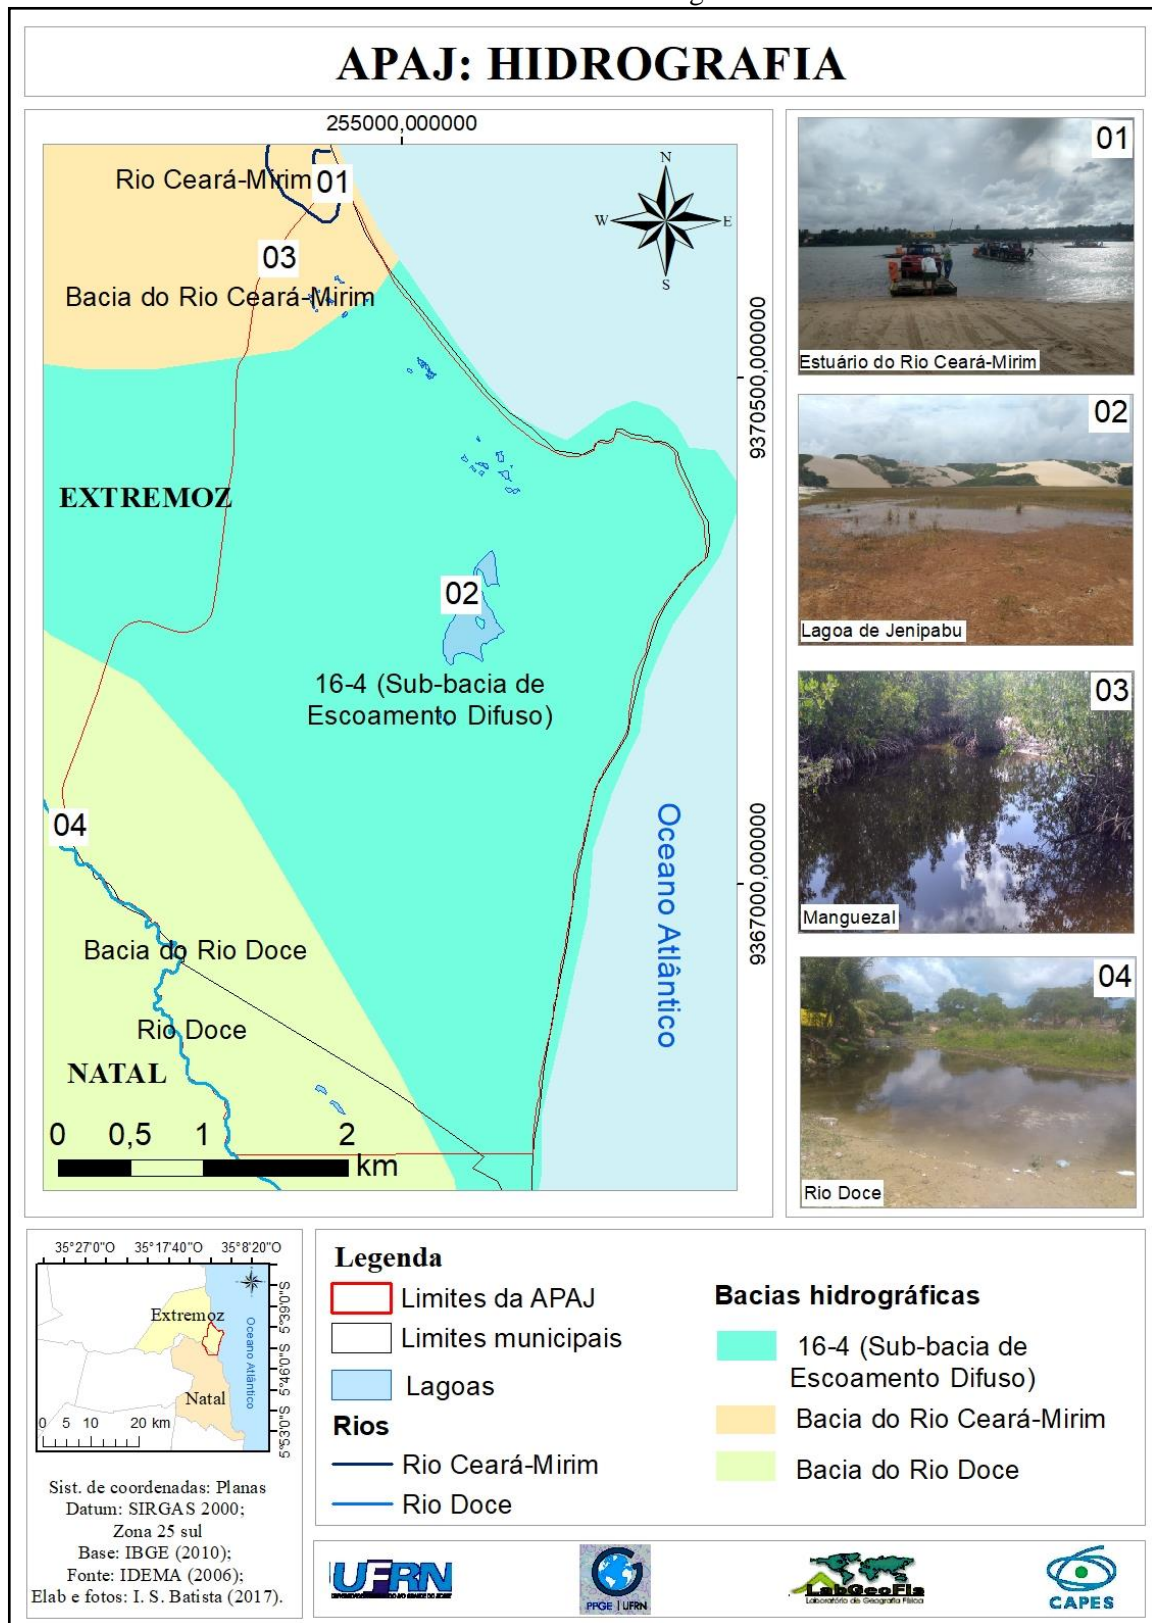 APAJ: HIDROGRAFIA
255000,000000
Rio Ceará-Mirim
01
03
Bacia do Rio Ceará-Mirim
N
W
E
S
9370500,000000
EXTREMOZ
02
16-4 (Sub-bacia de
Escoamento Difuso)
04
9367000,000000
Oceano Atlântico
Bacia do Rio Doce
Rio Doce
NATAL
0 0,5 1 2
km
01
Estuário do Rio Ceará-Mirim
02
Lagoa de Jenipabu
03
Manguezal
04
Rio Doce
35°27'0"O 35°17'40"O 35°8'20"O
Extremoz
Oceano Atlântico
Natal
0 5 10 20 km
5°39'0"S
5°46'0"S
5°53'0"S
Sist. de coordenadas: Planas
Datum: SIRGAS 2000;
Zona 25 sul
Base: IBGE (2010);
Fonte: IDEMA (2006);
Elab e fotos: I. S. Batista (2017).
Legenda
Limites da APAJ
Limites municipais
Lagoas
Rios
Rio Ceará-Mirim
Rio Doce
Bacias hidrográficas
16-4 (Sub-bacia de
Escoamento Difuso)
Bacia do Rio Ceará-Mirim
Bacia do Rio Doce
UFRN
PPGE | UFRN
LabGeoFis
Laboratório de Geografia Física
CAPES